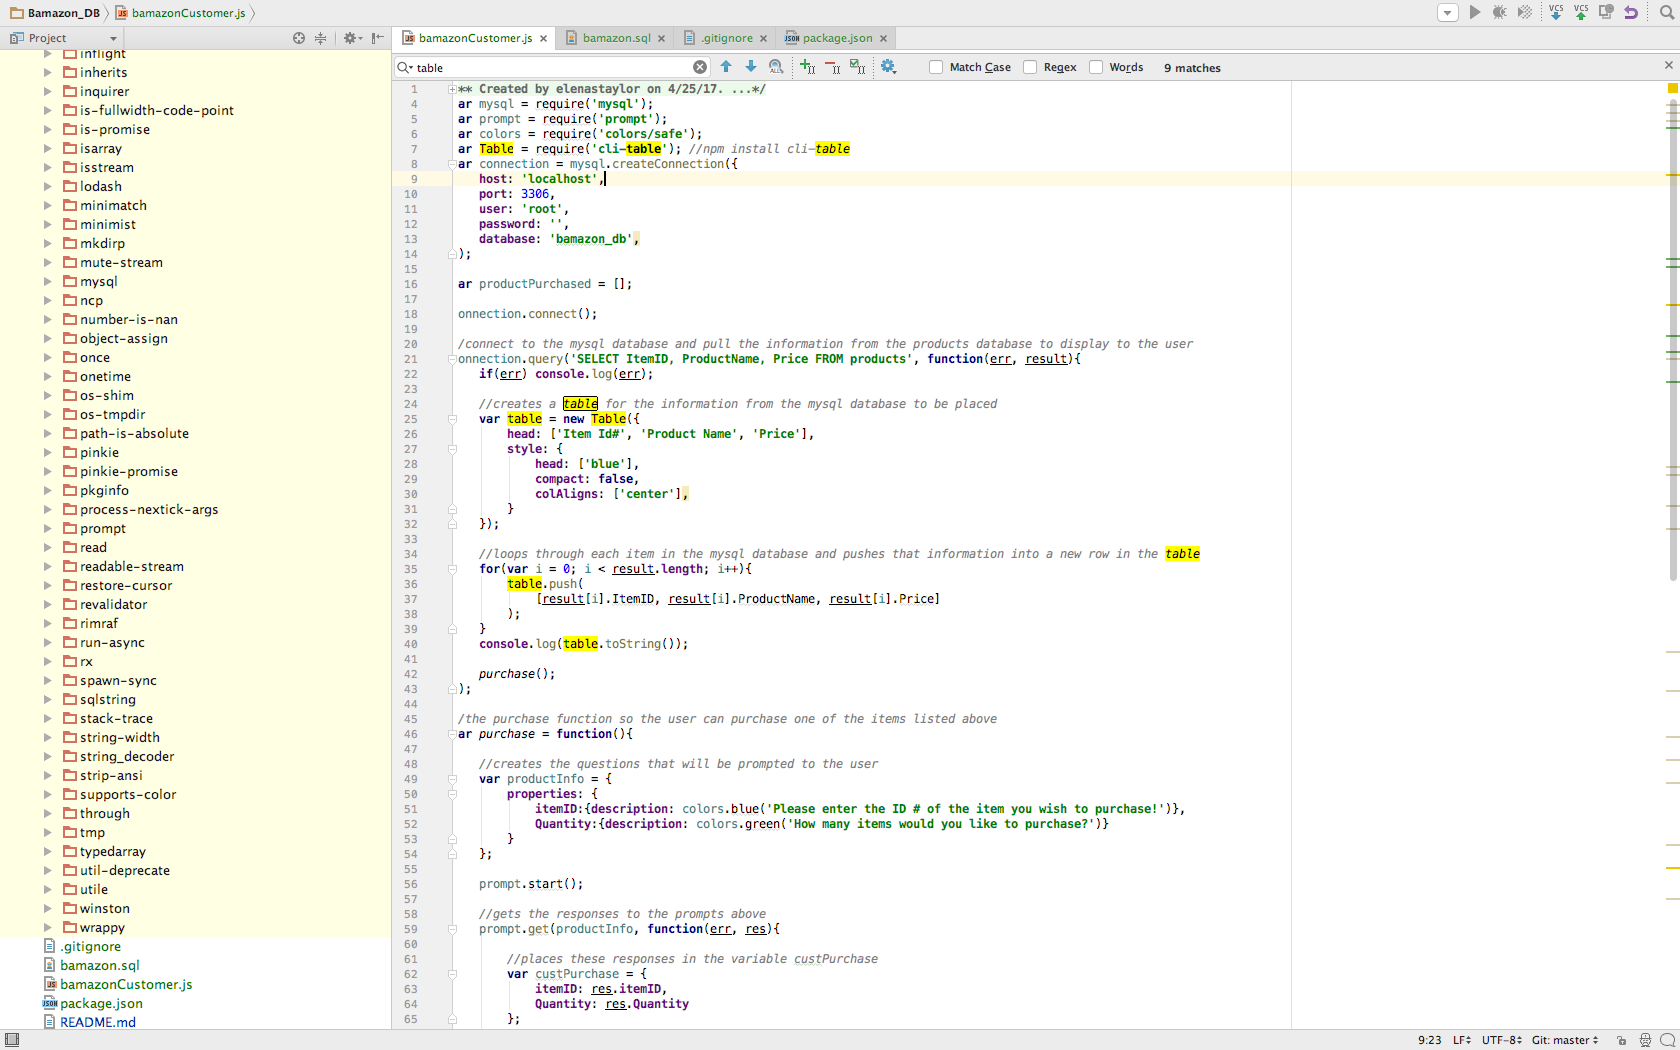 Bamazon_DB bamazonCustomer.js
Project
bamazonCustomer.js bamazon.sql .gitignore package.json
table Match Case Regex Words 9 matches
inflight
inherits
inquirer
is-fullwidth-code-point
is-promise
isarray
isstream
lodash
minimatch
minimist
mkdirp
mute-stream
mysql
ncp
number-is-nan
object-assign
once
onetime
os-shim
os-tmpdir
path-is-absolute
pinkie
pinkie-promise
pkginfo
process-nextick-args
prompt
read
readable-stream
restore-cursor
revalidator
rimraf
run-async
rx
spawn-sync
sqlstring
stack-trace
string-width
string_decoder
strip-ansi
supports-color
through
tmp
typedarray
util-deprecate
utile
winston
wrappy
.gitignore
bamazon.sql
bamazonCustomer.js
package.json
README.md
1 ** Created by elenastaylor on 4/25/17. ...*/
4 ar mysql = require('mysql');
5 ar prompt = require('prompt');
6 ar colors = require('colors/safe');
7 ar Table = require('cli-table'); //npm install cli-table
8 ar connection = mysql.createConnection({
9 host: 'localhost',
10 port: 3306,
11 user: 'root',
12 password: '',
13 database: 'bamazon_db',
14 );
15
16 ar productPurchased = [];
17
18 onnection.connect();
19
20 /connect to the mysql database and pull the information from the products database to display to the user
21 onnection.query('SELECT ItemID, ProductName, Price FROM products', function(err, result){
22 if(err) console.log(err);
23
24 //creates a table for the information from the mysql database to be placed
25 var table = new Table({
26 head: ['Item Id#', 'Product Name', 'Price'],
27 style: {
28 head: ['blue'],
29 compact: false,
30 colAligns: ['center'],
31 }
32 });
33
34 //loops through each item in the mysql database and pushes that information into a new row in the table
35 for(var i = 0; i < result.length; i++){
36 table.push(
37 [result[i].ItemID, result[i].ProductName, result[i].Price]
38 );
39 }
40 console.log(table.toString());
41
42 purchase();
43 );
44
45 /the purchase function so the user can purchase one of the items listed above
46 ar purchase = function(){
47
48 //creates the questions that will be prompted to the user
49 var productInfo = {
50 properties: {
51 itemID:{description: colors.blue('Please enter the ID # of the item you wish to purchase!')},
52 Quantity:{description: colors.green('How many items would you like to purchase?')}
53 }
54 };
55
56 prompt.start();
57
58 //gets the responses to the prompts above
59 prompt.get(productInfo, function(err, res){
60
61 //places these responses in the variable custPurchase
62 var custPurchase = {
63 itemID: res.itemID,
64 Quantity: res.Quantity
65 };
9:23 LF UTF-8 Git: master